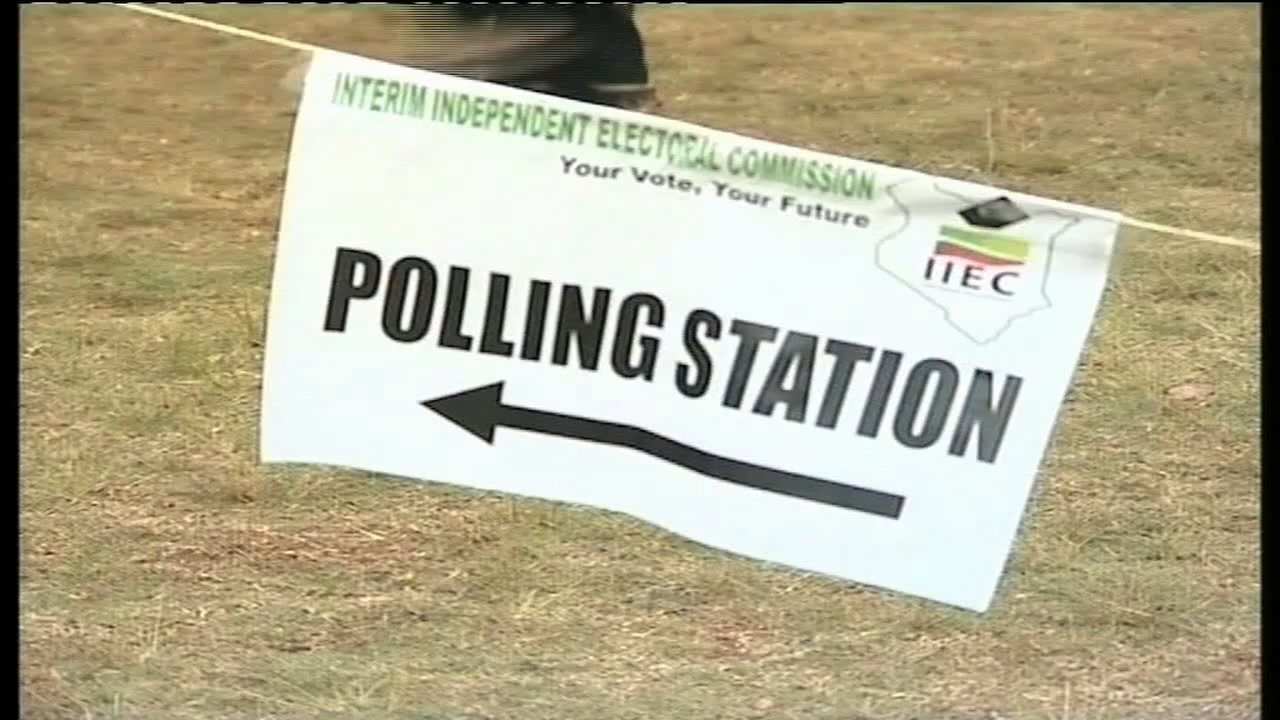 INTERIM INDEPENDENT ELECTORAL COMMISSION
Your Vote, Your Future
IIEC
POLLING STATION